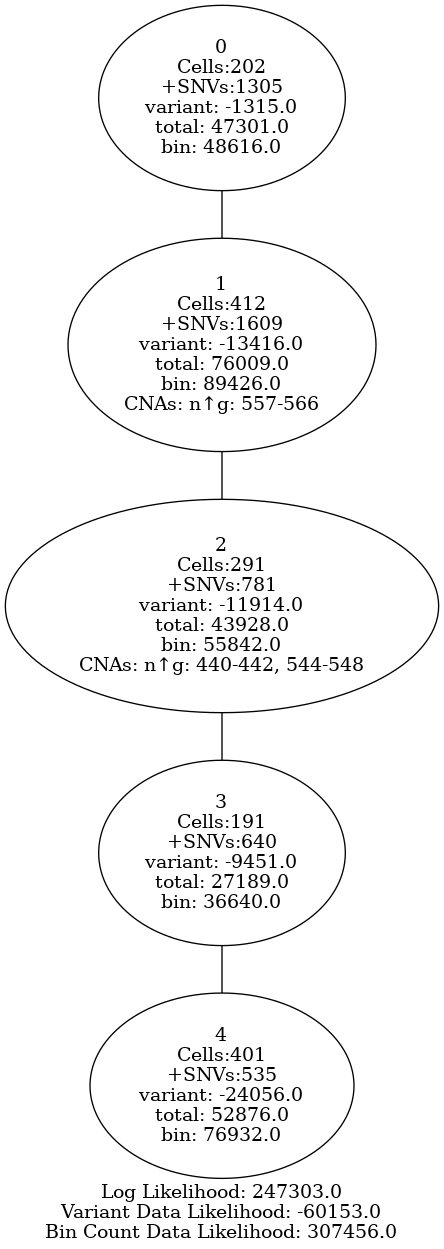 0
Cells:202
+SNVs:1305
variant: -1315.0
total: 47301.0
bin: 48616.0
1
Cells:412
+SNVs:1609
variant: -13416.0
total: 76009.0
bin: 89426.0
CNAs: n↑g: 557-566
2
Cells:291
+SNVs:781
variant: -11914.0
total: 43928.0
bin: 55842.0
CNAs: n↑g: 440-442, 544-548
3
Cells:191
+SNVs:640
variant: -9451.0
total: 27189.0
bin: 36640.0
4
Cells:401
+SNVs:535
variant: -24056.0
total: 52876.0
bin: 76932.0
Log Likelihood: 247303.0
Variant Data Likelihood: -60153.0
Bin Count Data Likelihood: 307456.0